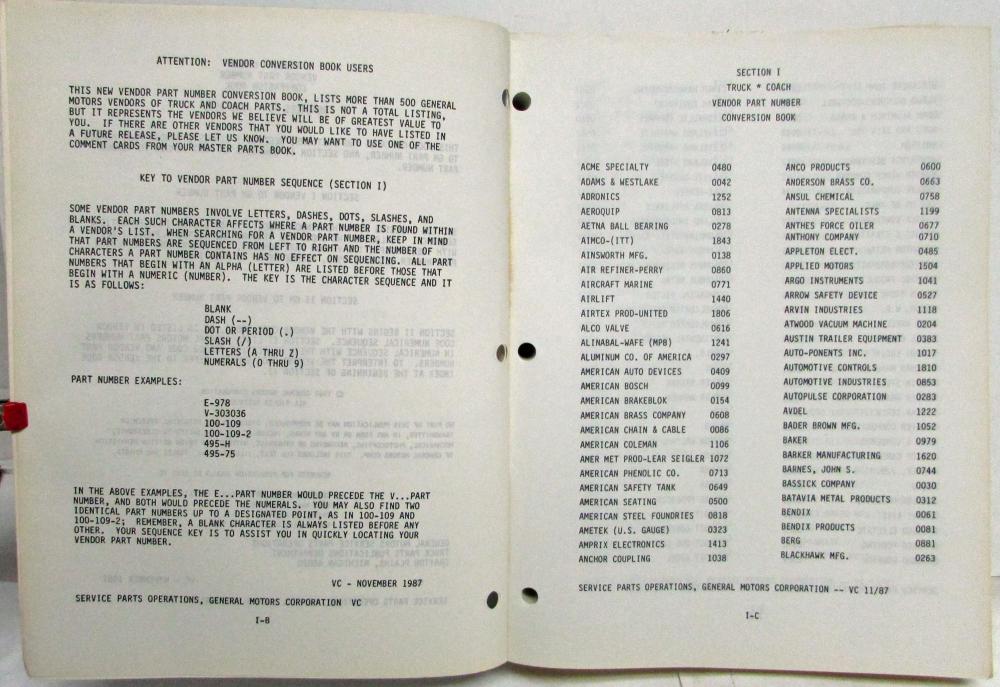 ATTENTION: VENDOR CONVERSION BOOK USERS
THIS NEW VENDOR PART NUMBER CONVERSION BOOK, LISTS MORE THAN 500 GENERAL
MOTORS VENDORS OF TRUCK AND COACH PARTS. THIS IS NOT A TOTAL LISTING,
BUT IT REPRESENTS THE VENDORS WE BELIEVE WILL BE OF GREATEST VALUE TO
YOU. IF THERE ARE OTHER VENDORS THAT YOU WOULD LIKE TO HAVE LISTED IN
A FUTURE RELEASE, PLEASE LET US KNOW. YOU MAY WANT TO USE ONE OF THE
COMMENT CARDS FROM YOUR MASTER PARTS BOOK.
KEY TO VENDOR PART NUMBER SEQUENCE (SECTION I)
SOME VENDOR PART NUMBERS INVOLVE LETTERS, DASHES, DOTS, SLASHES, AND
BLANKS. EACH SUCH CHARACTER AFFECTS WHERE A PART NUMBER IS FOUND WITHIN
A VENDOR'S LIST. WHEN SEARCHING FOR A VENDOR PART NUMBER, KEEP IN MIND
THAT PART NUMBERS ARE SEQUENCED FROM LEFT TO RIGHT AND THE NUMBER OF
CHARACTERS A PART NUMBER CONTAINS HAS NO EFFECT ON SEQUENCING. ALL PART
NUMBERS THAT BEGIN WITH AN ALPHA (LETTER) ARE LISTED BEFORE THOSE THAT
BEGIN WITH A NUMERIC (NUMBER). THE KEY IS THE CHARACTER SEQUENCE AND IT
IS AS FOLLOWS:
BLANK
DASH (--)
DOT OR PERIOD (.)
SLASH (/)
LETTERS (A THRU Z)
NUMERALS (0 THRU 9)
PART NUMBER EXAMPLES:
E-978
V-303036
100-109
100-109-2
495-H
495-75
IN THE ABOVE EXAMPLES, THE E...PART NUMBER WOULD PRECEDE THE V...PART
NUMBER, AND BOTH WOULD PRECEDE THE NUMERALS. YOU MAY ALSO FIND TWO
IDENTICAL PART NUMBERS UP TO A DESIGNATED POINT, AS IN 100-109 AND
100-109-2; REMEMBER, A BLANK CHARACTER IS ALWAYS LISTED BEFORE ANY
OTHER. YOUR SEQUENCE KEY IS TO ASSIST YOU IN QUICKLY LOCATING YOUR
VENDOR PART NUMBER.
VC - NOVEMBER 1987
SERVICE PARTS OPERATIONS, GENERAL MOTORS CORPORATION VC
I-B
SECTION I
TRUCK * COACH
VENDOR PART NUMBER
CONVERSION BOOK
ACME SPECIALTY 0480
ADAMS & WESTLAKE 0042
ADRONICS 1252
AEROQUIP 0813
AETNA BALL BEARING 0278
AIMCO-(ITT) 1843
AINSWORTH MFG. 0138
AIR REFINER-PERRY 0860
AIRCRAFT MARINE 0771
AIRLIFT 1440
AIRTEX PROD-UNITED 1806
ALCO VALVE 0616
ALINABAL-WAFE (MPB) 1241
ALUMINUM CO. OF AMERICA 0297
AMERICAN AUTO DEVICES 0409
AMERICAN BOSCH 0099
AMERICAN BRAKEBLOK 0154
AMERICAN BRASS COMPANY 0608
AMERICAN CHAIN & CABLE 0086
AMERICAN COLEMAN 1106
AMER MET PROD-LEAR SEIGLER 1072
AMERICAN PHENOLIC CO. 0713
AMERICAN SAFETY TANK 0649
AMERICAN SEATING 0500
AMERICAN STEEL FOUNDRIES 0818
AMETEK (U.S. GAUGE) 0323
AMPRIX ELECTRONICS 1413
ANCHOR COUPLING 1038
ANCO PRODUCTS 0600
ANDERSON BRASS CO. 0663
ANSUL CHEMICAL 0758
ANTENNA SPECIALISTS 1199
ANTHES FORCE OILER 0677
ANTHONY COMPANY 0710
APPLETON ELECT. 0485
APPLIED MOTORS 1504
ARGO INSTRUMENTS 1041
ARROW SAFETY DEVICE 0527
ARVIN INDUSTRIES 1118
ATWOOD VACUUM MACHINE 0204
AUSTIN TRAILER EQUIPMENT 0383
AUTO-PONENTS INC. 1017
AUTOMOTIVE CONTROLS 1810
AUTOMOTIVE INDUSTRIES 0853
AUTOPULSE CORPORATION 0283
AVDEL 1222
BADER BROWN MFG. 1052
BAKER 0979
BARKER MANUFACTURING 1620
BARNES, JOHN S. 0744
BASSICK COMPANY 0030
BATAVIA METAL PRODUCTS 0312
BENDIX 0061
BENDIX PRODUCTS 0081
BERG 0881
BLACKHAWK MFG. 0263
SERVICE PARTS OPERATIONS, GENERAL MOTORS CORPORATION -- VC 11/87
I-C